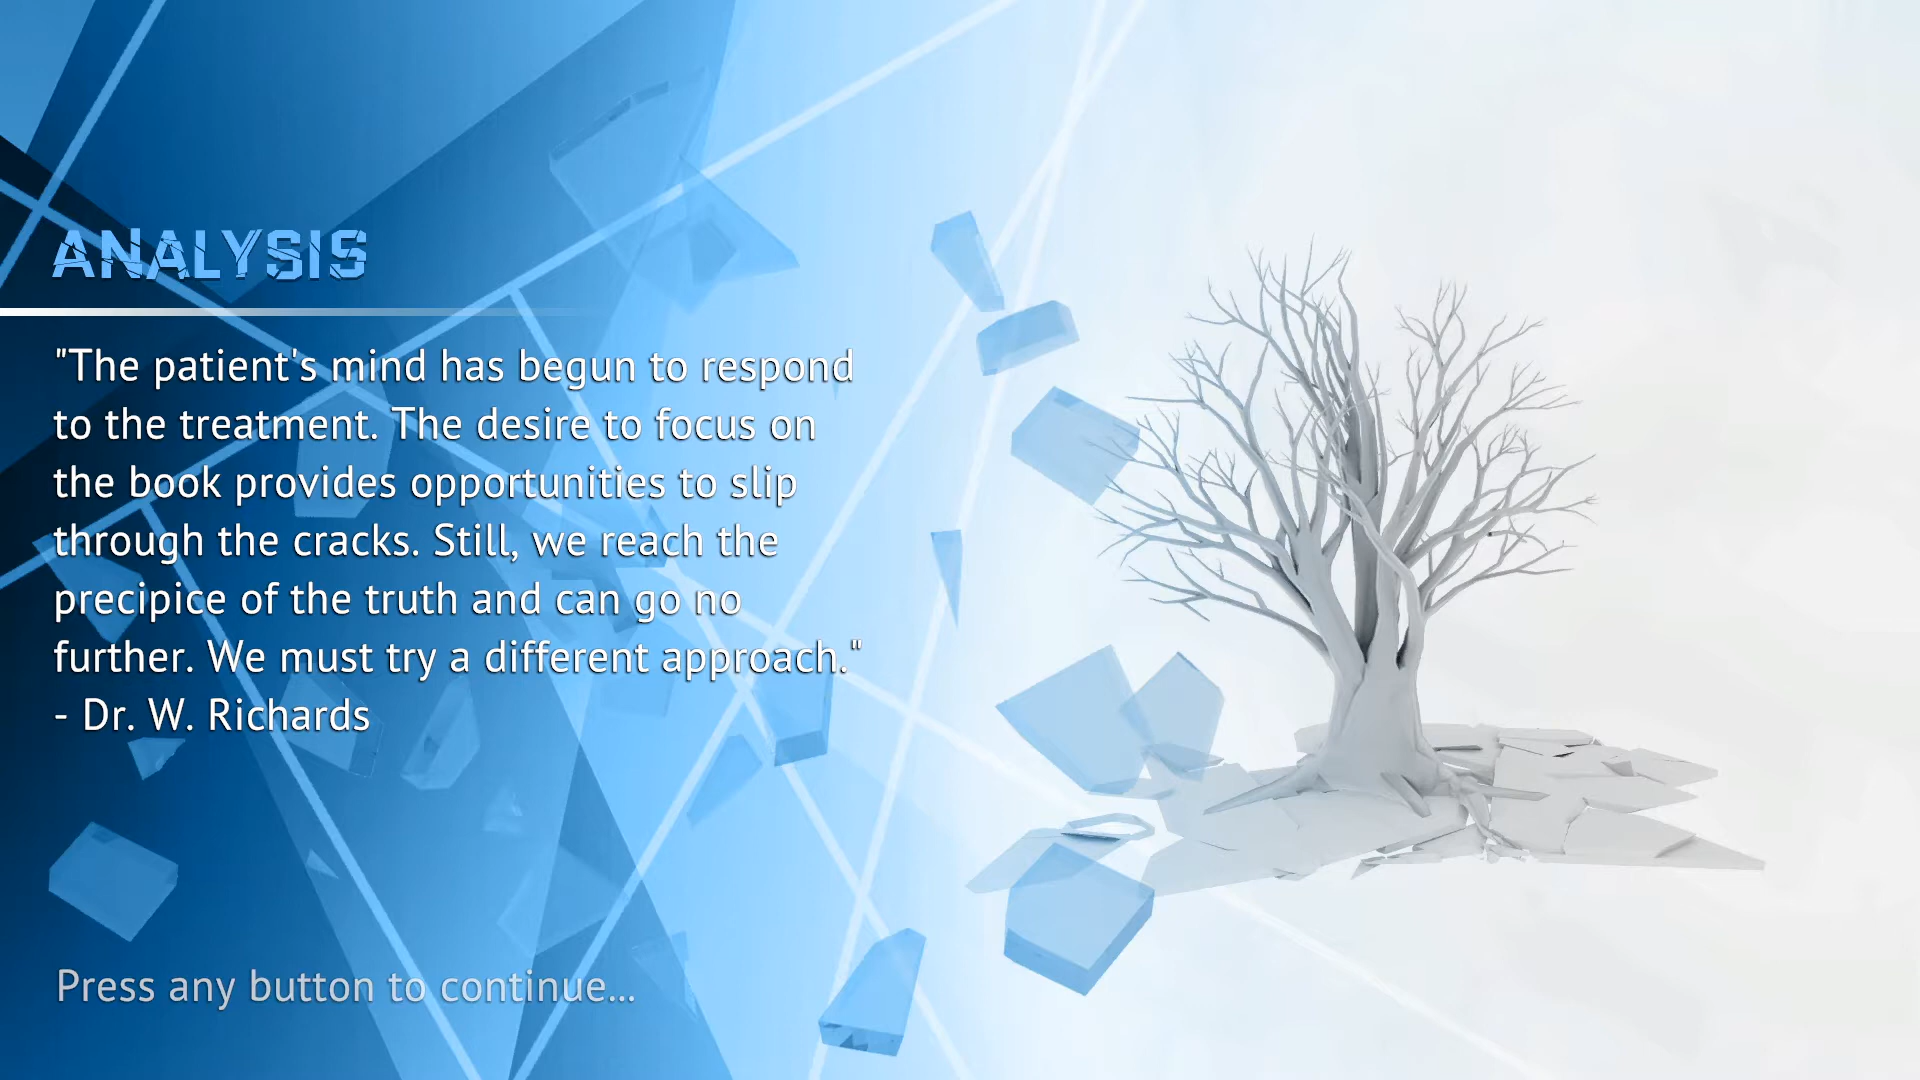 ANALYSIS
"The patient's mind has begun to respond
to the treatment. The desire to focus on
the book provides opportunities to slip
through the cracks. Still, we reach the
precipice of the truth and can go no
further. We must try a different approach."
- Dr. W. Richards
Press any button to continue...